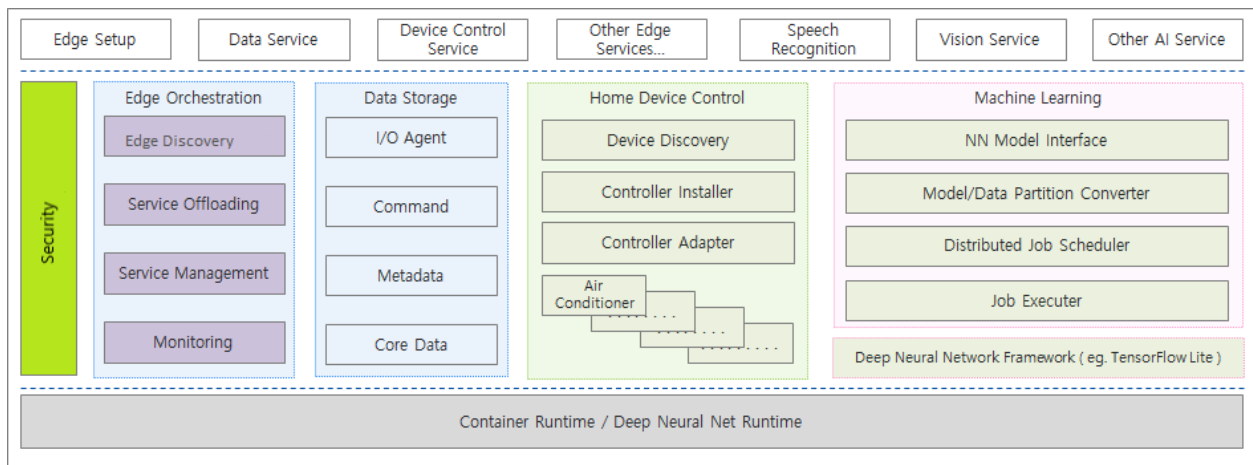 Edge Setup
Data Service
Device Control
Service
Other Edge
Services...
Speech
Recognition
Vision Service
Other AI Service
Security
Edge Orchestration
Edge Discovery
Service Offloading
Service Management
Monitoring
Data Storage
I/O Agent
Command
Metadata
Core Data
Home Device Control
Device Discovery
Controller Installer
Controller Adapter
Air
Conditioner
. . . . . . . .
. . . . . . . .
. . . . . . . . .
Machine Learning
NN Model Interface
Model/Data Partition Converter
Distributed Job Scheduler
Job Executer
Deep Neural Network Framework ( eg. TensorFlow Lite )
Container Runtime / Deep Neural Net Runtime